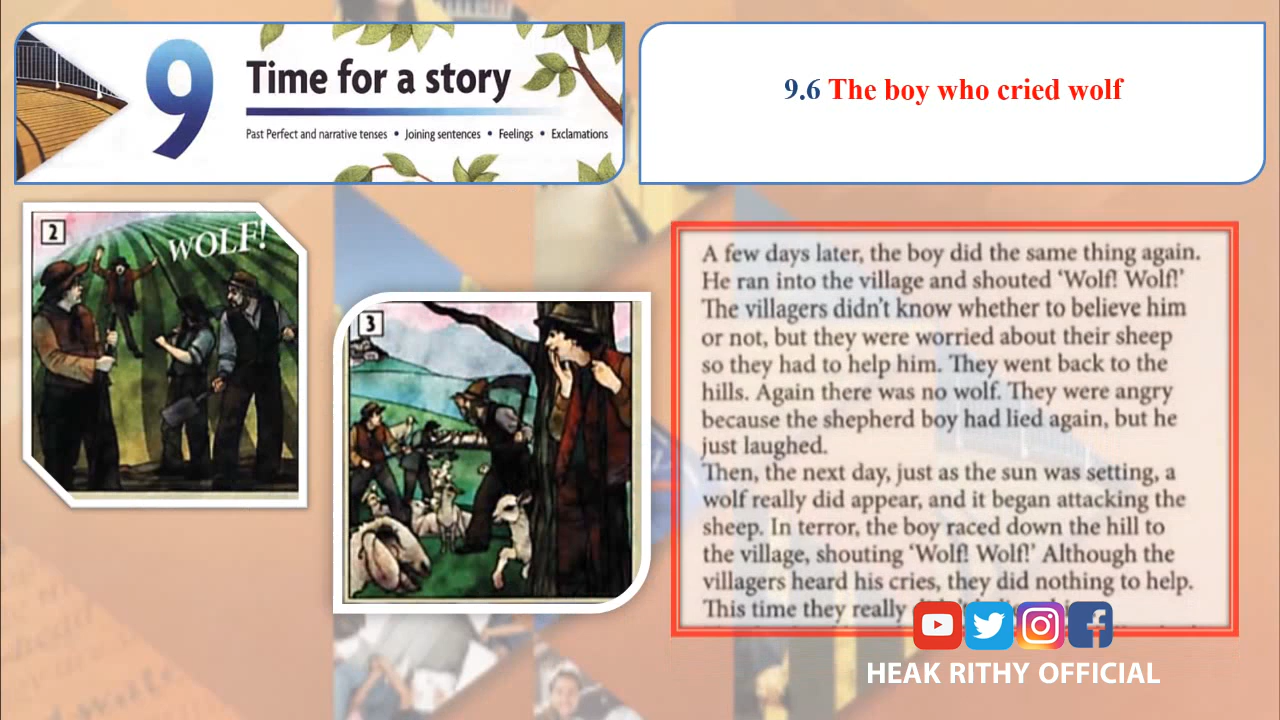 9
Time for a story
Past Perfect and narrative tenses • Joining sentences • Feelings • Exclamations
9.6 The boy who cried wolf
2
WOLF!
3
A few days later, the boy did the same thing again.
He ran into the village and shouted ‘Wolf! Wolf!’
The villagers didn’t know whether to believe him
or not, but they were worried about their sheep
so they had to help him. They went back to the
hills. Again there was no wolf. They were angry
because the shepherd boy had lied again, but he
just laughed.
Then, the next day, just as the sun was setting, a
wolf really did appear, and it began attacking the
sheep. In terror, the boy raced down the hill to
the village, shouting ‘Wolf! Wolf!’ Although the
villagers heard his cries, they did nothing to help.
This time they really
HEAK RITHY OFFICIAL